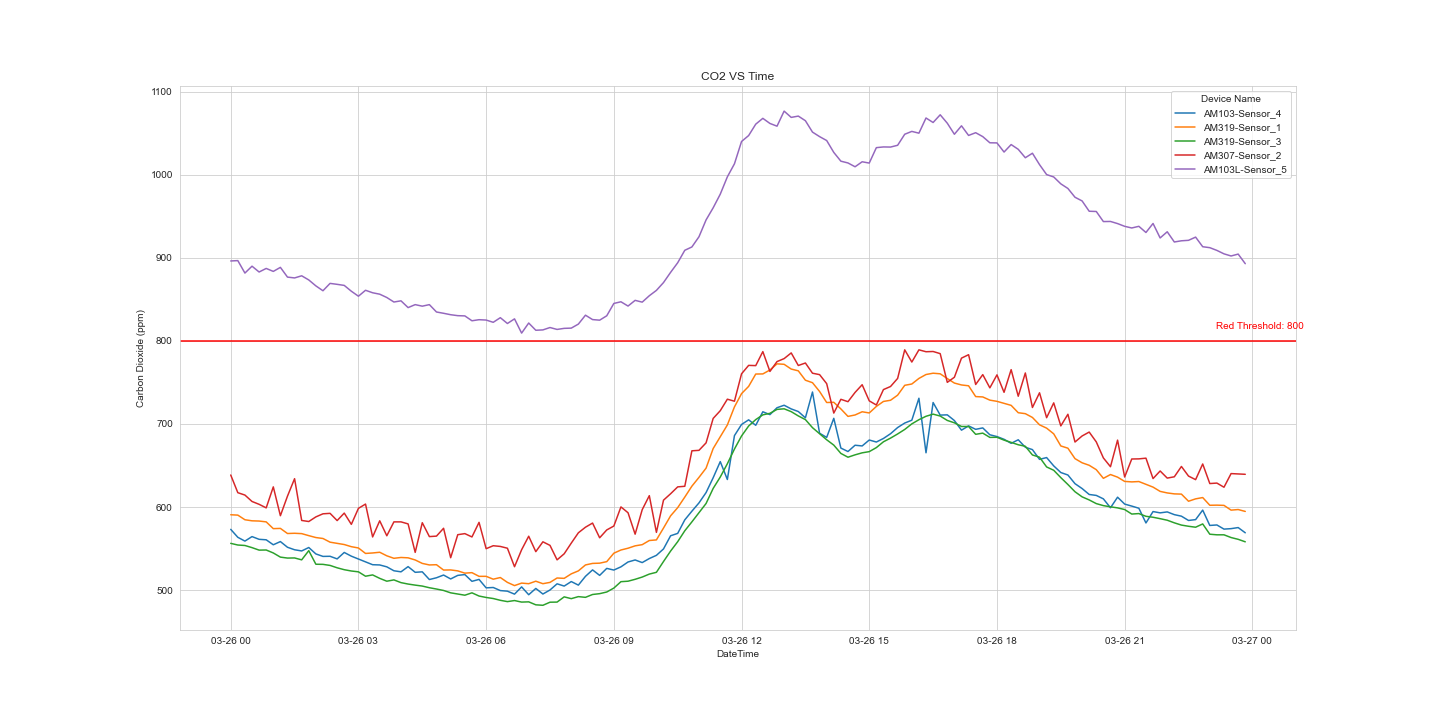 CO2 VS Time
1100
1000
900
800
700
600
500
Carbon Dioxide (ppm)
Device Name
AM103-Sensor_4
AM319-Sensor_1
AM319-Sensor_3
AM307-Sensor_2
AM103L-Sensor_5
Red Threshold: 800
03-26 00
03-26 03
03-26 06
03-26 09
03-26 12
03-26 15
03-26 18
03-26 21
03-27 00
DateTime